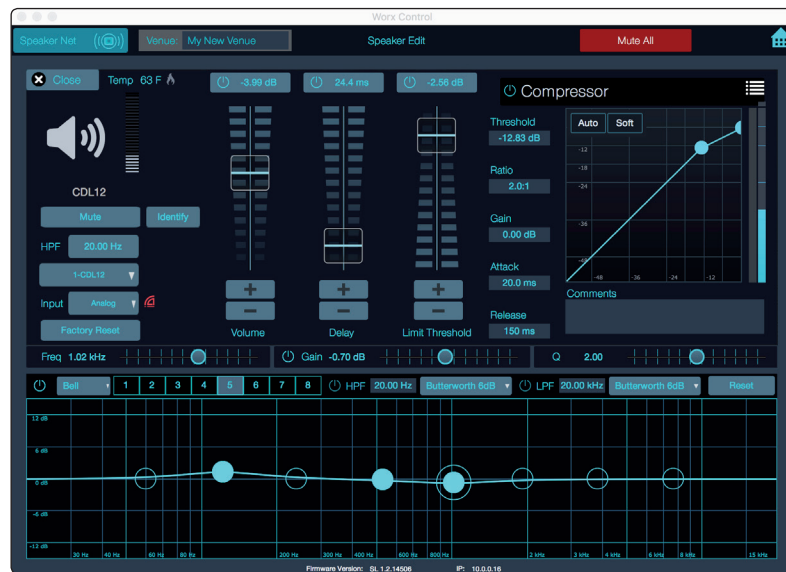 Worx Control
Speaker Net
Venue: My New Venue
Speaker Edit
Mute All
Close
Temp 63 F
-3.99 dB
24.4 ms
-2.56 dB
Compressor
Threshold
-12.83 dB
Ratio
2.0:1
Gain
0.00 dB
Attack
20.0 ms
Release
150 ms
Auto Soft
-12
-18
-24
-36
-48
-48 -36 -24 -12
Comments
CDL12
Mute Identify
HPF 20.00 Hz
1-CDL12
Input Analog
Factory Reset
Volume
Delay
Limit Threshold
Freq 1.02 kHz
Gain -0.70 dB
Q 2.00
Bell 1 2 3 4 5 6 7 8 HPF 20.00 Hz Butterworth 6dB LPF 20.00 kHz Butterworth 6dB Reset
12 dB
6 dB
0 dB
-6 dB
-12 dB
30 Hz 40 Hz 60 Hz 80 Hz 200 Hz 300 Hz 400 Hz 600 Hz 800 Hz 2 kHz 3 kHz 4 kHz 6 kHz 8 kHz 15 kHz
Firmware Version: SL 1.2.14506 IP: 10.0.0.16